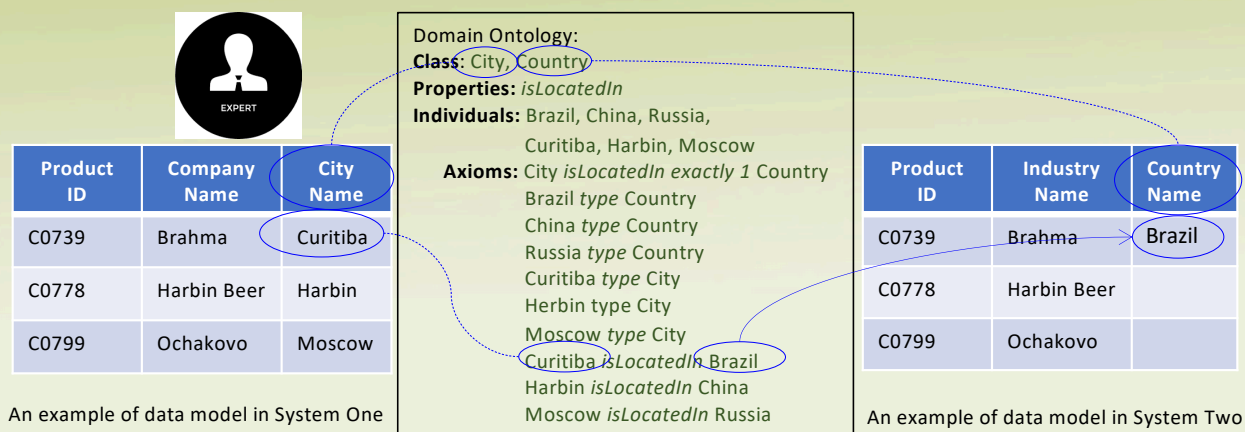 EXPERT
Product ID
Company Name
City Name
C0739 Brahma Curitiba
C0778 Harbin Beer Harbin
C0799 Ochakovo Moscow
An example of data model in System One
Domain Ontology:
Class: City, Country
Properties: isLocatedIn
Individuals: Brazil, China, Russia,
Curitiba, Harbin, Moscow
Axioms: City isLocatedIn exactly 1 Country
Brazil type Country
China type Country
Russia type Country
Curitiba type City
Herbin type City
Moscow type City
Curitiba isLocatedIn Brazil
Harbin isLocatedIn China
Moscow isLocatedIn Russia
Product ID
Industry Name
Country Name
C0739 Brahma Brazil
C0778 Harbin Beer
C0799 Ochakovo
An example of data model in System Two